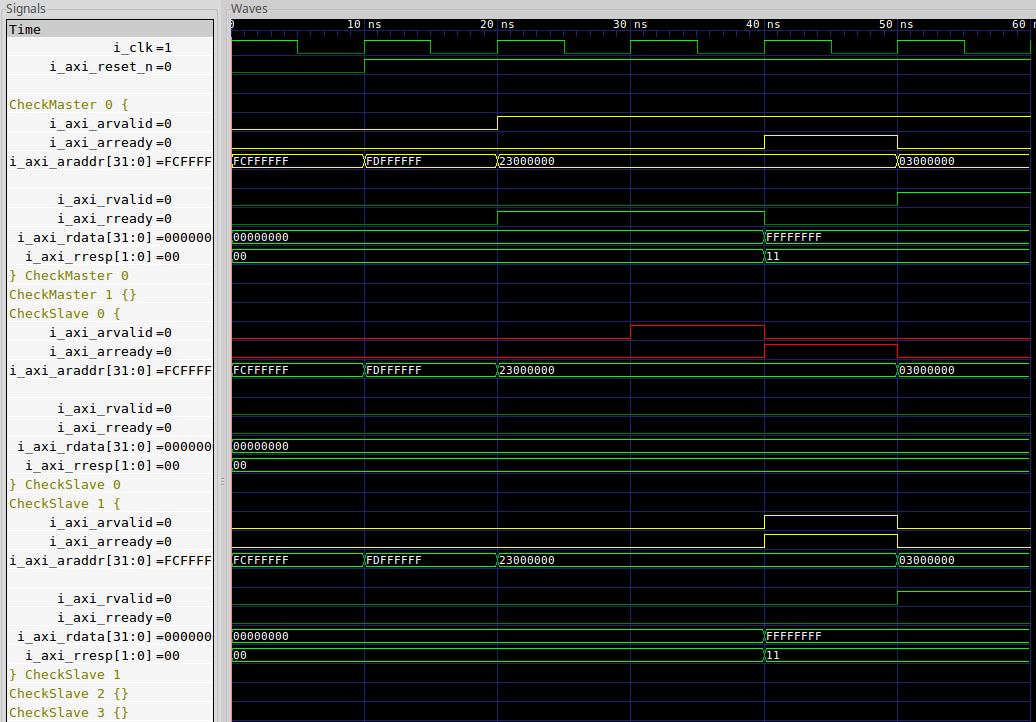 Signals
Waves
Time
0 10 ns 20 ns 30 ns 40 ns 50 ns 60
i_clk=1
i_axi_reset_n=0
CheckMaster 0 {
i_axi_arvalid=0
i_axi_arready=0
i_axi_araddr[31:0]=FCFFFF FCFFFFFF FDFFFFFF 23000000 03000000
i_axi_rvalid=0
i_axi_rready=0
i_axi_rdata[31:0]=000000 00000000 FFFFFFFF
i_axi_rresp[1:0]=00 00 11
} CheckMaster 0
CheckMaster 1 {}
CheckSlave 0 {
i_axi_arvalid=0
i_axi_arready=0
i_axi_araddr[31:0]=FCFFFF FCFFFFFF FDFFFFFF 23000000 03000000
i_axi_rvalid=0
i_axi_rready=0
i_axi_rdata[31:0]=000000 00000000
i_axi_rresp[1:0]=00 00
} CheckSlave 0
CheckSlave 1 {
i_axi_arvalid=0
i_axi_arready=0
i_axi_araddr[31:0]=FCFFFF FCFFFFFF FDFFFFFF 23000000 03000000
i_axi_rvalid=0
i_axi_rready=0
i_axi_rdata[31:0]=000000 00000000 FFFFFFFF
i_axi_rresp[1:0]=00 00 11
} CheckSlave 1
CheckSlave 2 {}
CheckSlave 3 {}